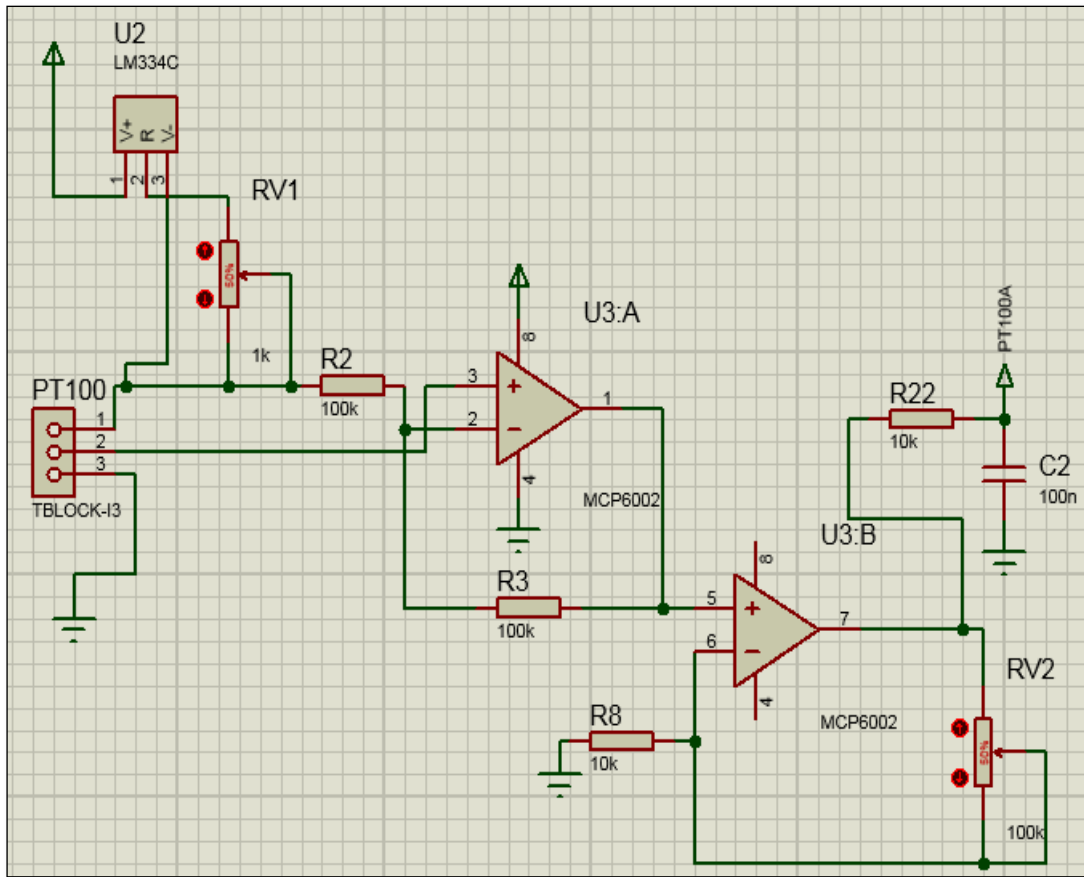 U2
LM334C
V+
R
V-
1
2
3
RV1
50%
1k
PT100
1
2
3
TBLOCK-I3
R2
100k
U3:A
8
3
2
1
4
MCP6002
R3
100k
PT100A
R22
10k
C2
100n
U3:B
8
5
6
7
4
MCP6002
R8
10k
RV2
50%
100k